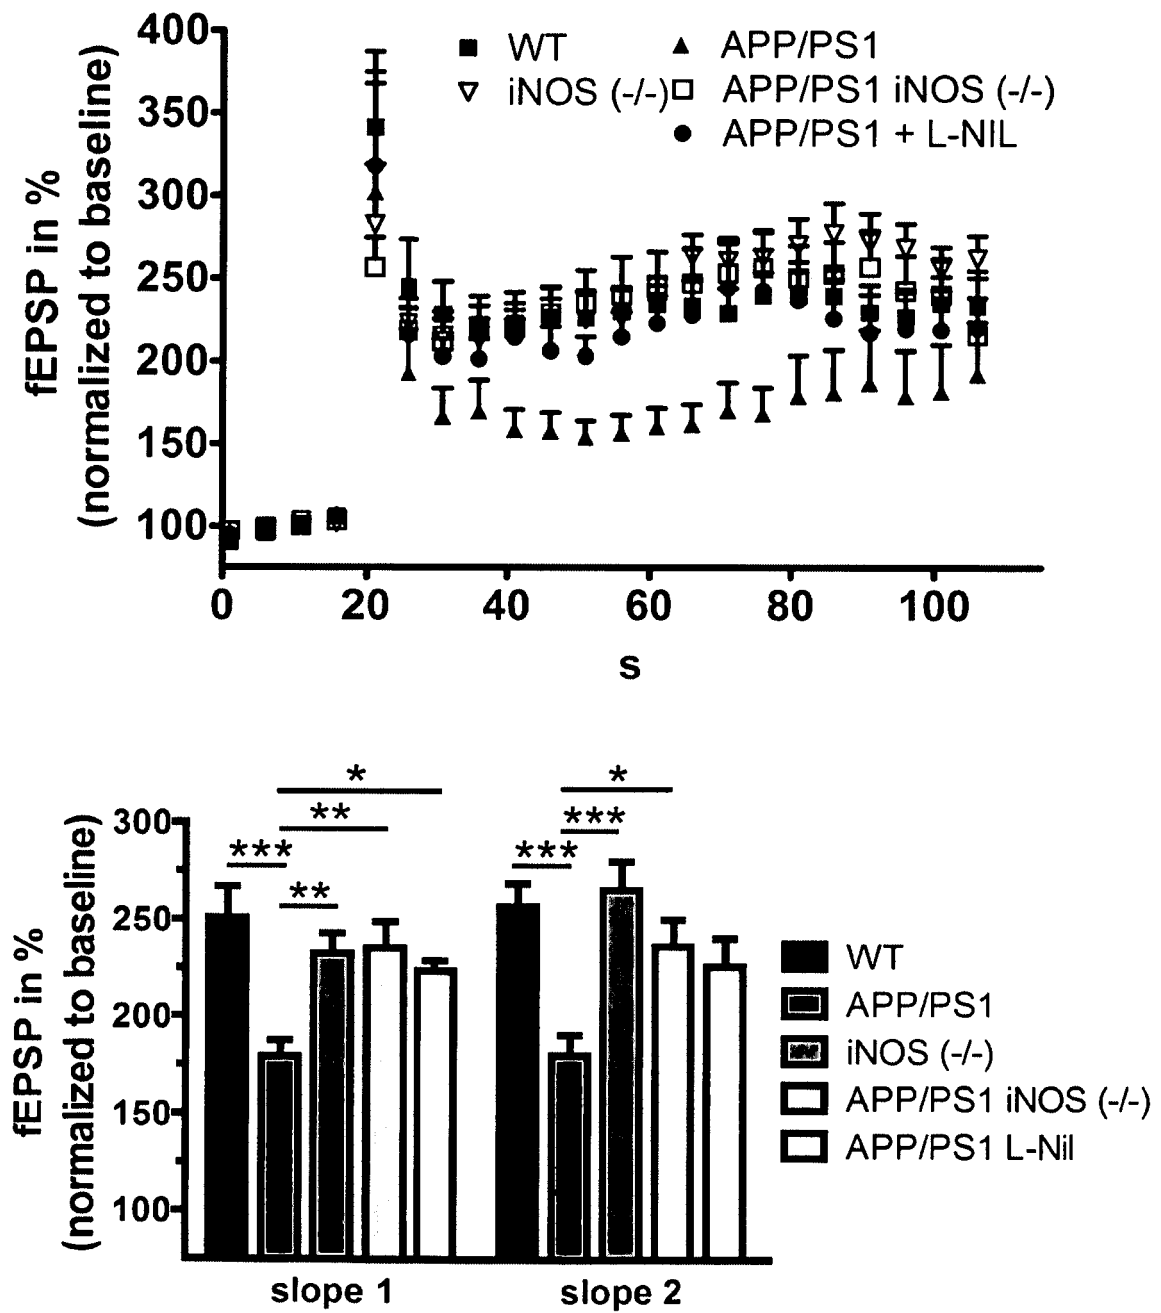 400
350
300
250
200
150
100
fEPSP in %
(normalized to baseline)
WT
APP/PS1
iNOS (-/-)
APP/PS1 iNOS (-/-)
APP/PS1 + L-NIL
0 20 40 60 80 100
s
300
250
200
150
100
fEPSP in %
(normalized to baseline)
*
**
***
**
*
***
***
slope 1 slope 2
WT
APP/PS1
iNOS (-/-)
APP/PS1 iNOS (-/-)
APP/PS1 L-Nil